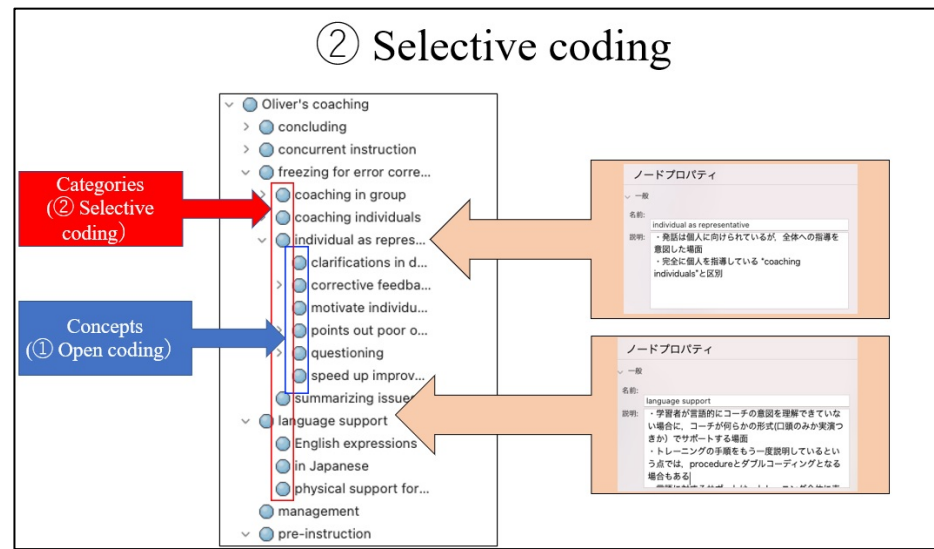 ② Selective coding
Oliver's coaching
concluding
concurrent instruction
freezing for error corre...
coaching in group
coaching individuals
individual as repres...
clarifications in d...
corrective feedba...
motivate individu...
points out poor o...
questioning
speed up improv...
summarizing issue
language support
English expressions
in Japanese
physical support for...
management
pre-instruction
Categories
(② Selective
coding)
Concepts
(① Open coding)
ノードプロパティ
一般
名前:
individual as representative
説明:
・発話は個人に向けられているが、全体への指導を
意図した場面
・完全に個人を指導している "coaching
individuals"と区別
ノードプロパティ
一般
名前:
language support
説明:
・学習者が言語的にコーチの意図を理解できていな
い場合に、コーチが何らかの形式(口頭のみか実演つ
きか）でサポートする場面
・トレーニングの手順をもう一度説明しているとい
う点では、procedureとダブルコーディングとなる
場合もある